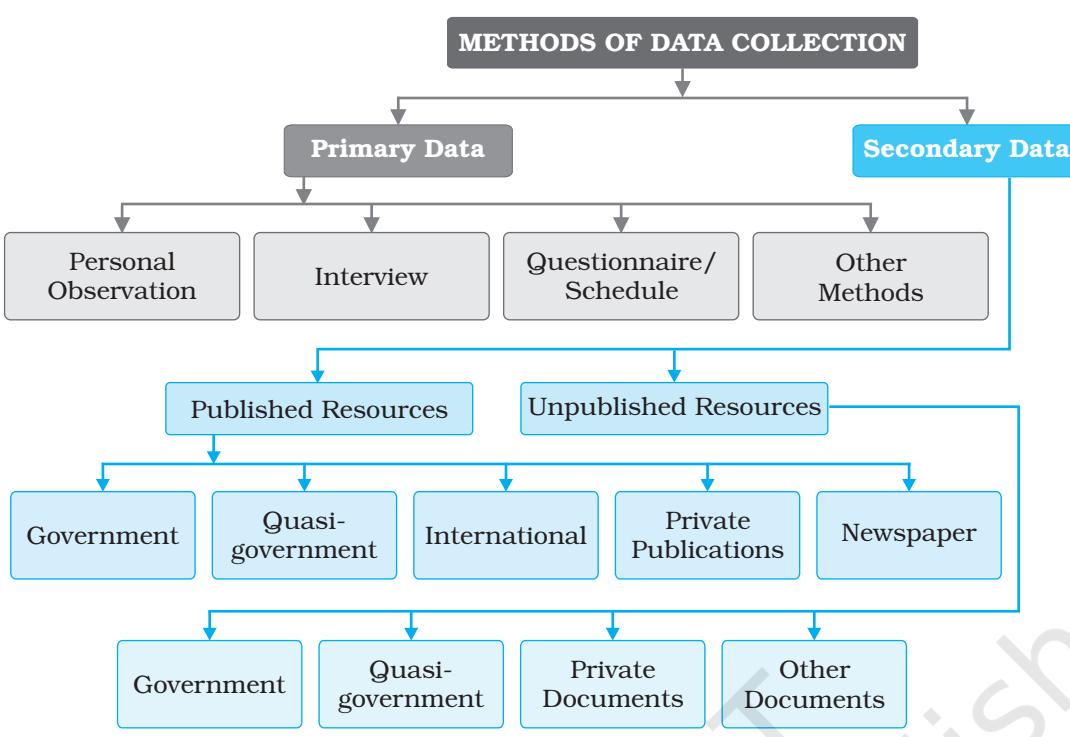 METHODS OF DATA COLLECTION
Primary Data
Secondary Data
Personal
Observation
Interview
Questionnaire/
Schedule
Other
Methods
Published Resources
Unpublished Resources
Government
Quasi-
government
International
Private
Publications
Newspaper
Government
Quasi-
government
Private
Documents
Other
Documents